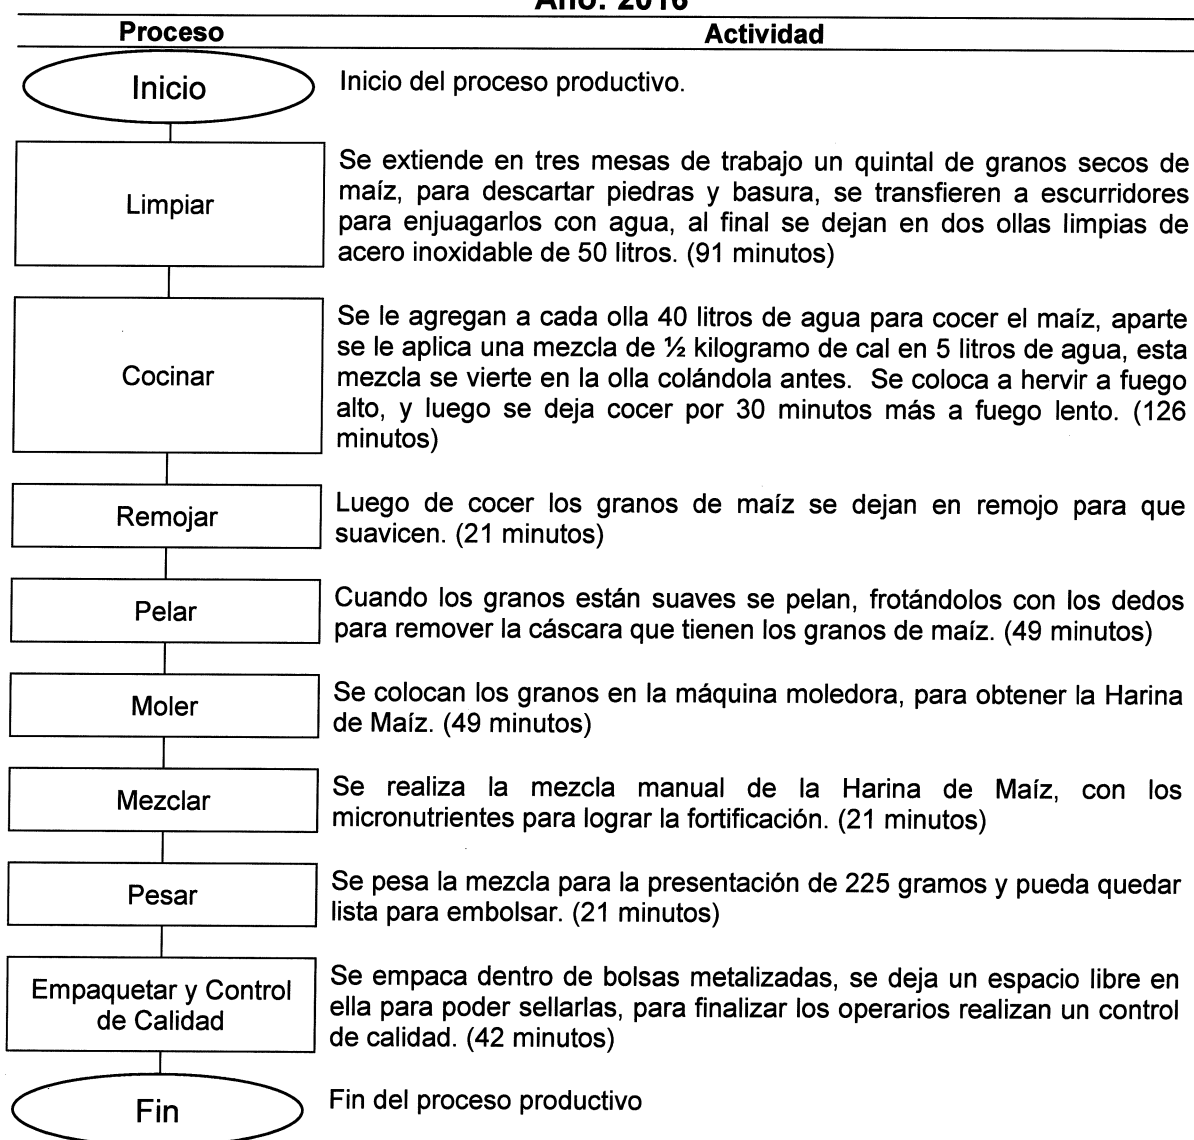 Año: 2016
Proceso Actividad
Inicio
Inicio del proceso productivo.
Limpiar
Se extiende en tres mesas de trabajo un quintal de granos secos de
maíz, para descartar piedras y basura, se transfieren a escurridores
para enjuagarlos con agua, al final se dejan en dos ollas limpias de
acero inoxidable de 50 litros. (91 minutos)
Cocinar
Se le agregan a cada olla 40 litros de agua para cocer el maíz, aparte
se le aplica una mezcla de ½ kilogramo de cal en 5 litros de agua, esta
mezcla se vierte en la olla colándola antes. Se coloca a hervir a fuego
alto, y luego se deja cocer por 30 minutos más a fuego lento. (126
minutos)
Remojar
Luego de cocer los granos de maíz se dejan en remojo para que
suavicen. (21 minutos)
Pelar
Cuando los granos están suaves se pelan, frotándolos con los dedos
para remover la cáscara que tienen los granos de maíz. (49 minutos)
Moler
Se colocan los granos en la máquina moledora, para obtener la Harina
de Maíz. (49 minutos)
Mezclar
Se realiza la mezcla manual de la Harina de Maíz, con los
micronutrientes para lograr la fortificación. (21 minutos)
Pesar
Se pesa la mezcla para la presentación de 225 gramos y pueda quedar
lista para embolsar. (21 minutos)
Empaquetar y Control
de Calidad
Se empaca dentro de bolsas metalizadas, se deja un espacio libre en
ella para poder sellarlas, para finalizar los operarios realizan un control
de calidad. (42 minutos)
Fin
Fin del proceso productivo